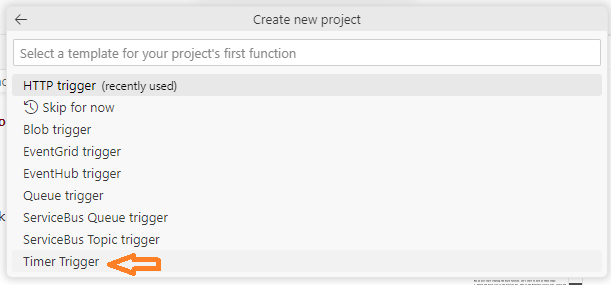 Create new project
Select a template for your project's first function
HTTP trigger (recently used)
Skip for now
Blob trigger
EventGrid trigger
EventHub trigger
Queue trigger
ServiceBus Queue trigger
ServiceBus Topic trigger
Timer Trigger